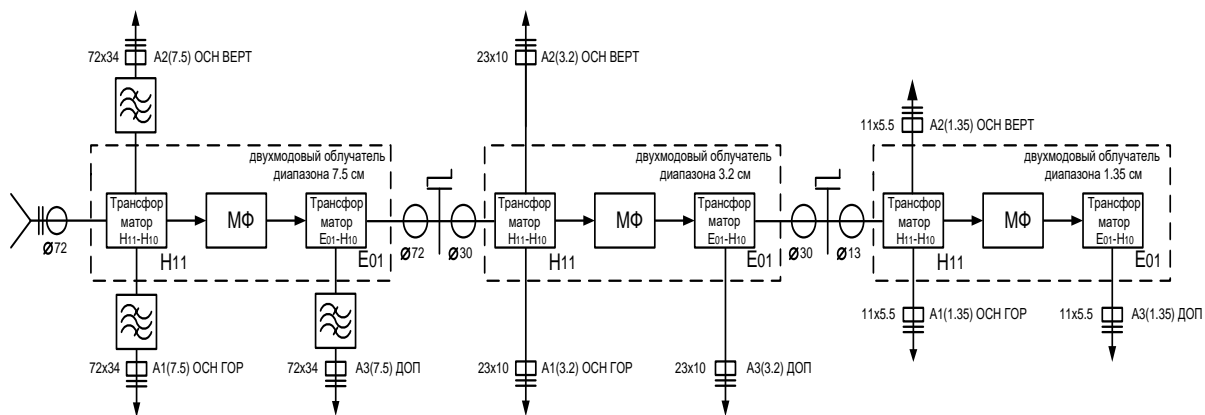 72x34
A2(7.5) ОСН ВЕРТ
23x10
A2(3.2) ОСН ВЕРТ
11x5.5
A2(1.35) ОСН ВЕРТ
двухмодовый облучатель
диапазона 7.5 см
двухмодовый облучатель
диапазона 3.2 см
двухмодовый облучатель
диапазона 1.35 см
Ø72
Трансфор
матор
H11-H10
H11
МФ
Трансфор
матор
E01-H10
E01
Ø72
Ø30
Трансфор
матор
H11-H10
H11
МФ
Трансфор
матор
E01-H10
E01
Ø30
Ø13
Трансфор
матор
H11-H10
H11
МФ
Трансфор
матор
E01-H10
E01
72x34
A1(7.5) ОСН ГОР
72x34
A3(7.5) ДОП
23x10
A1(3.2) ОСН ГОР
23x10
A3(3.2) ДОП
11x5.5
A1(1.35) ОСН ГОР
11x5.5
A3(1.35) ДОП